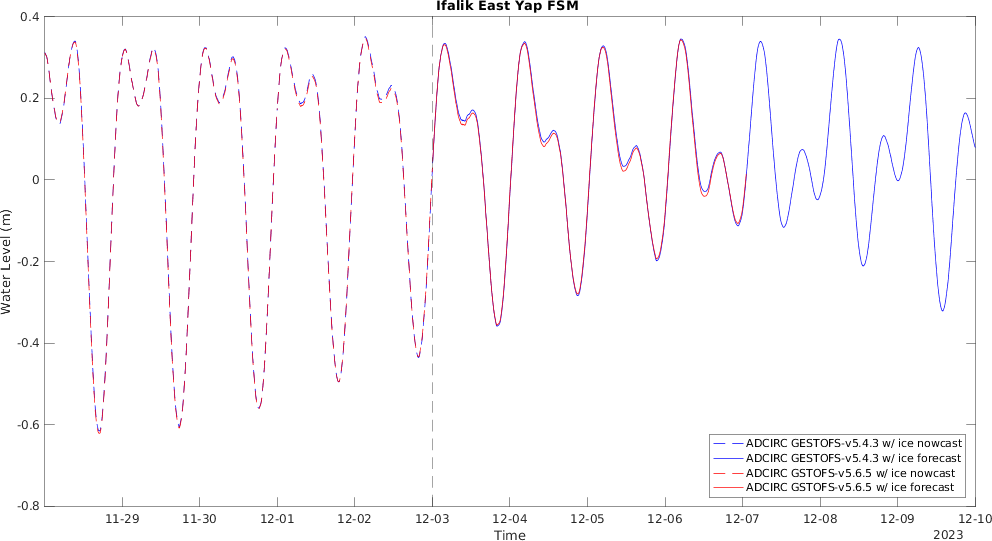 Ifalik East Yap FSM
0.4
0.2
0
-0.2
-0.4
-0.6
-0.8
Water Level (m)
ADCIRC GESTOFS-v5.4.3 w/ ice nowcast
ADCIRC GESTOFS-v5.4.3 w/ ice forecast
ADCIRC GSTOFS-v5.6.5 w/ ice nowcast
ADCIRC GSTOFS-v5.6.5 w/ ice forecast
11-29 11-30 12-01 12-02 12-03 12-04 12-05 12-06 12-07 12-08 12-09 12-10
Time
2023